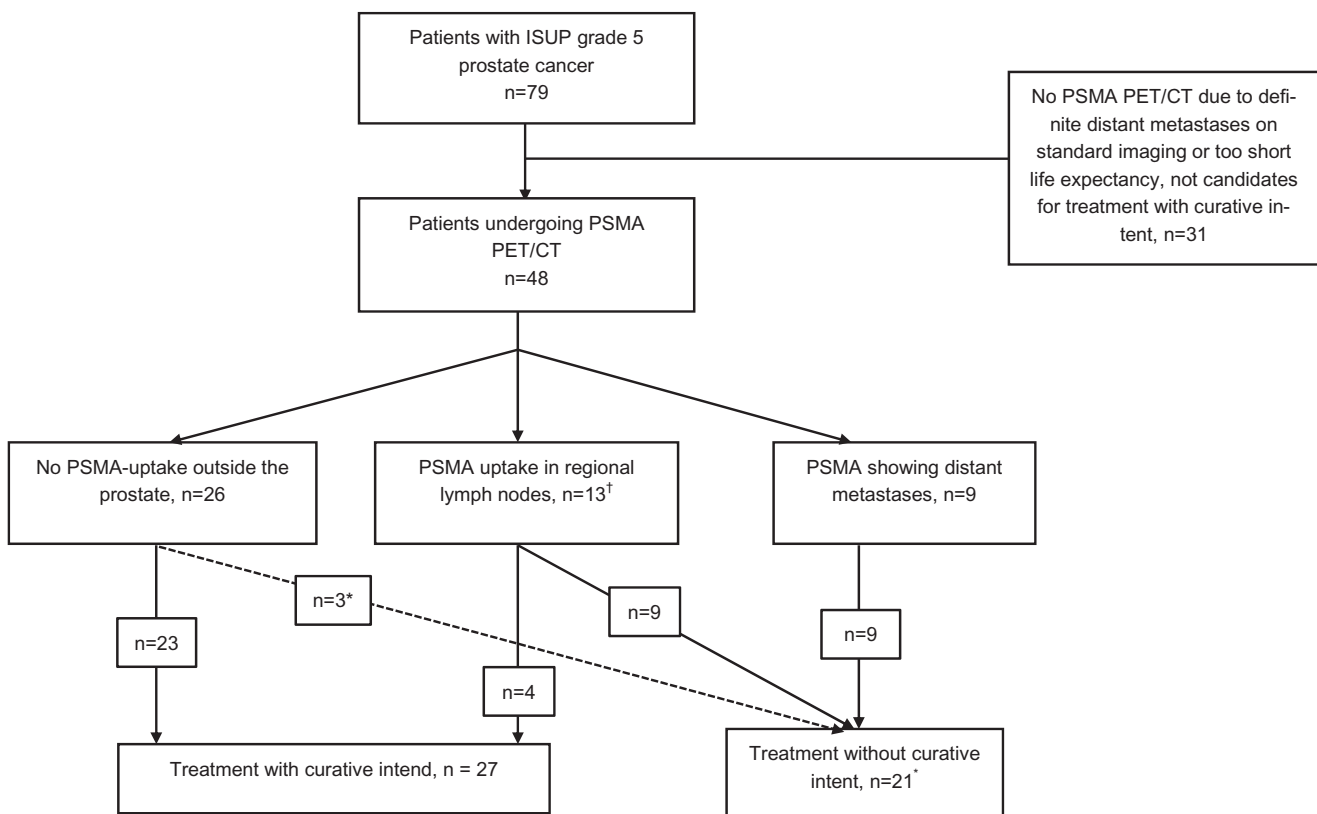 Patients with ISUP grade 5
prostate cancer
n=79
No PSMA PET/CT due to defi-
nite distant metastases on
standard imaging or too short
life expectancy, not candidates
for treatment with curative in-
tent, n=31
Patients undergoing PSMA
PET/CT
n=48
No PSMA-uptake outside the
prostate, n=26
PSMA uptake in regional
lymph nodes, n=13†
PSMA showing distant
metastases, n=9
n=3*
n=9
n=23
n=9
n=4
Treatment with curative intend, n = 27
Treatment without curative
intent, n=21*